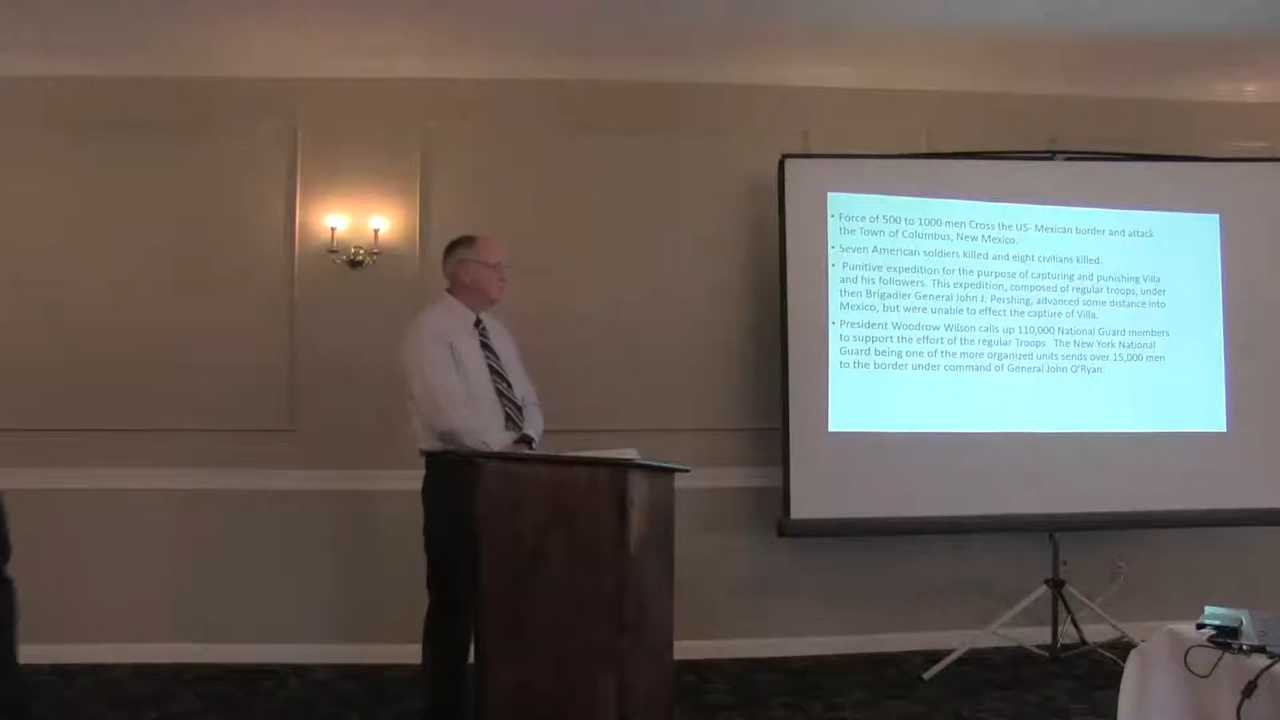 • Force of 500 to 1000 men Cross the US- Mexican border and attack
the Town of Columbus, New Mexico.
• Seven American soldiers killed and eight civilians killed.
• Punitive expedition for the purpose of capturing and punishing Villa
and his followers. This expedition, composed of regular troops, under
then Brigadier General John J. Pershing, advanced some distance into
Mexico, but were unable to effect the capture of Villa.
• President Woodrow Wilson calls up 110,000 National Guard members
to support the effort of the regular Troops. The New York National
Guard being one of the more organized units sends over 15,000 men
to the border under command of General John O'Ryan.